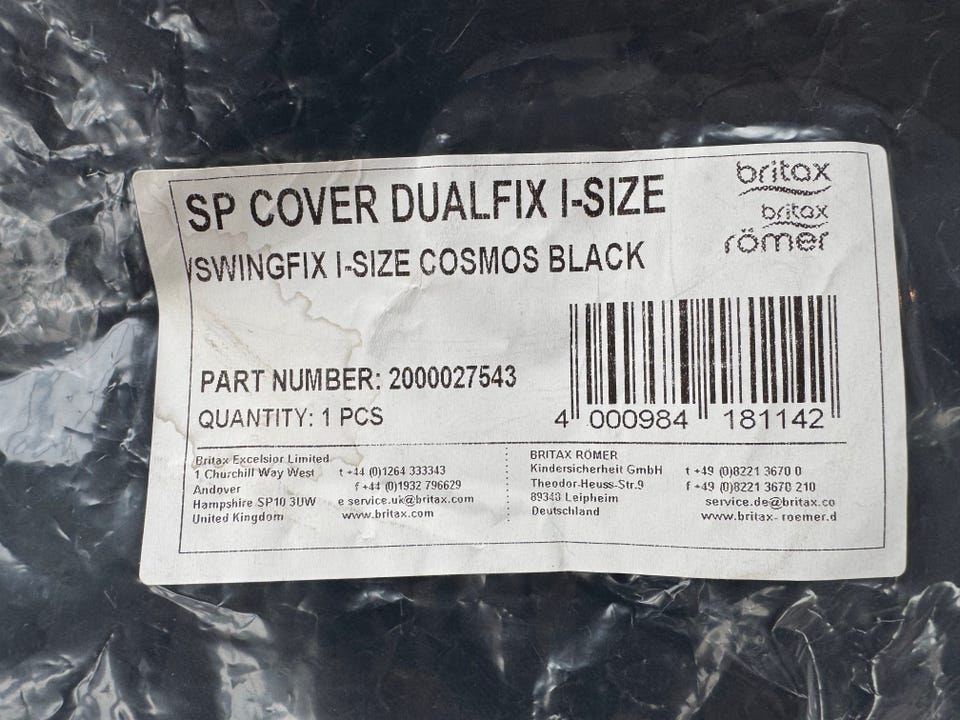 SP COVER DUALFIX I-SIZE
/SWINGFIX I-SIZE COSMOS BLACK
britax
britax
römer
PART NUMBER: 2000027543
QUANTITY: 1 PCS
4 000984 181142
Britax Excelsior Limited
1 Churchill Way West
Andover
Hampshire SP10 3UW
United Kingdom
t +44 (0)1264 333343
f +44 (0)1932 796629
e service.uk@britax.com
www.britax.com
BRITAX RÖMER
Kindersicherheit GmbH
Theodor-Heuss-Str.9
89340 Leipheim
Deutschland
t +49 (0)8221 3670 0
f +49 (0)8221 3670 210
service.de@britax.co
www.britax-roemer.d